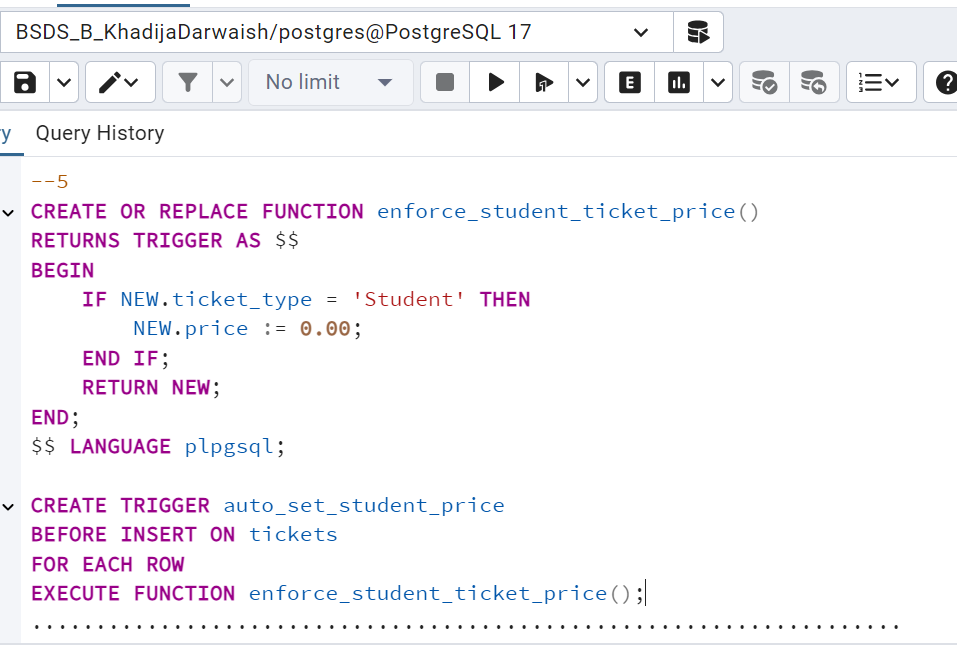 BSDS_B_KhadijaDarwaish/postgres@PostgreSQL 17
No limit
E
y Query History
--5
CREATE OR REPLACE FUNCTION enforce_student_ticket_price()
RETURNS TRIGGER AS $$
BEGIN
    IF NEW.ticket_type = 'Student' THEN
        NEW.price := 0.00;
    END IF;
    RETURN NEW;
END;
$$ LANGUAGE plpgsql;
CREATE TRIGGER auto_set_student_price
BEFORE INSERT ON tickets
FOR EACH ROW
EXECUTE FUNCTION enforce_student_ticket_price();
....................................................................